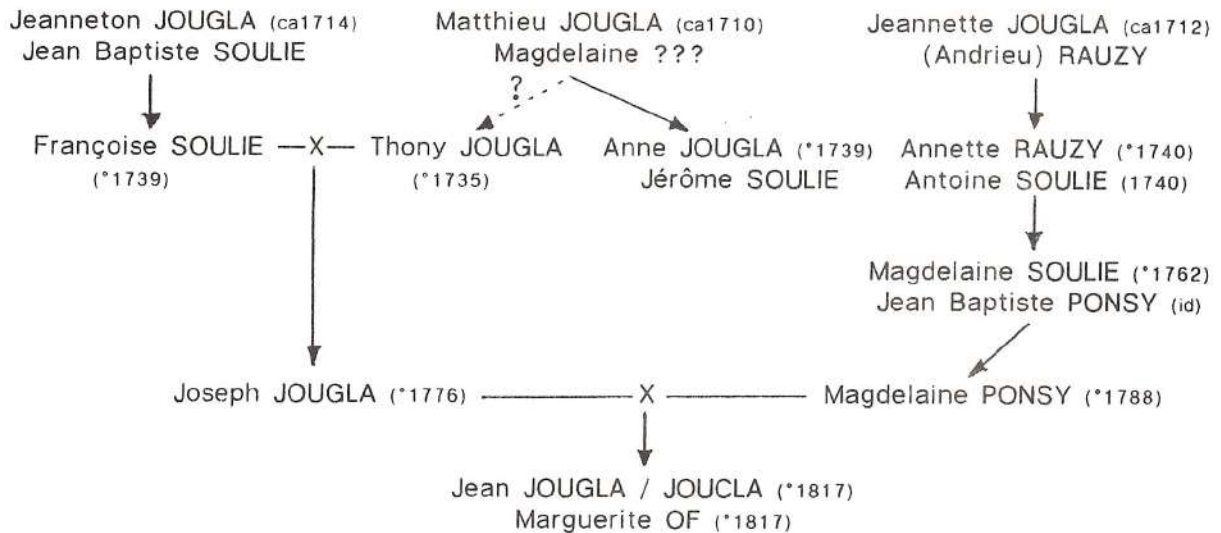 Jeanneton JOUGLA (ca1714)
Jean Baptiste SOULIE
Matthieu JOUGLA (ca1710)
Magdelaine ???
Jeannette JOUGLA (ca1712)
(Andrieu) RAUZY
?
Françoise SOULIE —X— Thony JOUGLA
(°1739)
(°1735)
Anne JOUGLA (°1739)
Jérôme SOULIE
Annette RAUZY (°1740)
Antoine SOULIE (1740)
Magdelaine SOULIE (°1762)
Jean Baptiste PONSY (id)
Joseph JOUGLA (°1776) X Magdelaine PONSY (°1788)
Jean JOUGLA / JOUCLA (°1817)
Marguerite OF (°1817)